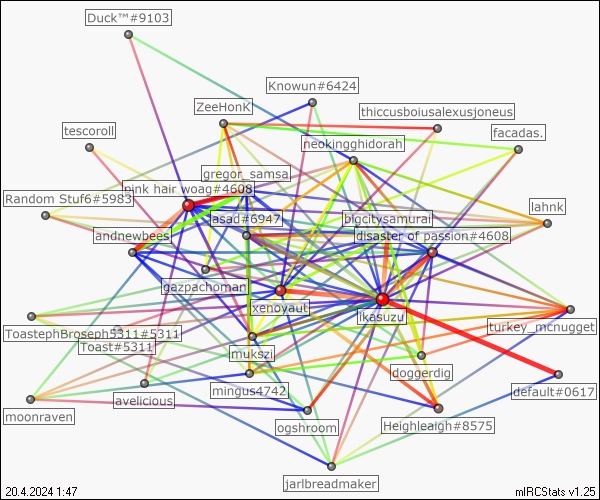 Duck™#9103
Knowun#6424
ZeeHonK
thiccusboiusalexusjoneus
tescoroll
facadas.
neokingghidorah
gregor_samsa
pink hair woag#4608
Random Stuf6#5983
lahnk
asad#6947
bigcitysamurai
andrewbees
disaster of passion#4608
gazpachoman
xenoyaut
Ikasuzu
ToastephBroseph5311#5311
turkey_mcnugget
Toast#5311
mukszi
doggerdig
mingus4742
default#0617
avelicious
moonraven
ogshroom
Heighleaigh#8575
jarlbreadmaker
20.4.2024 1:47
mIRCStats v1.25